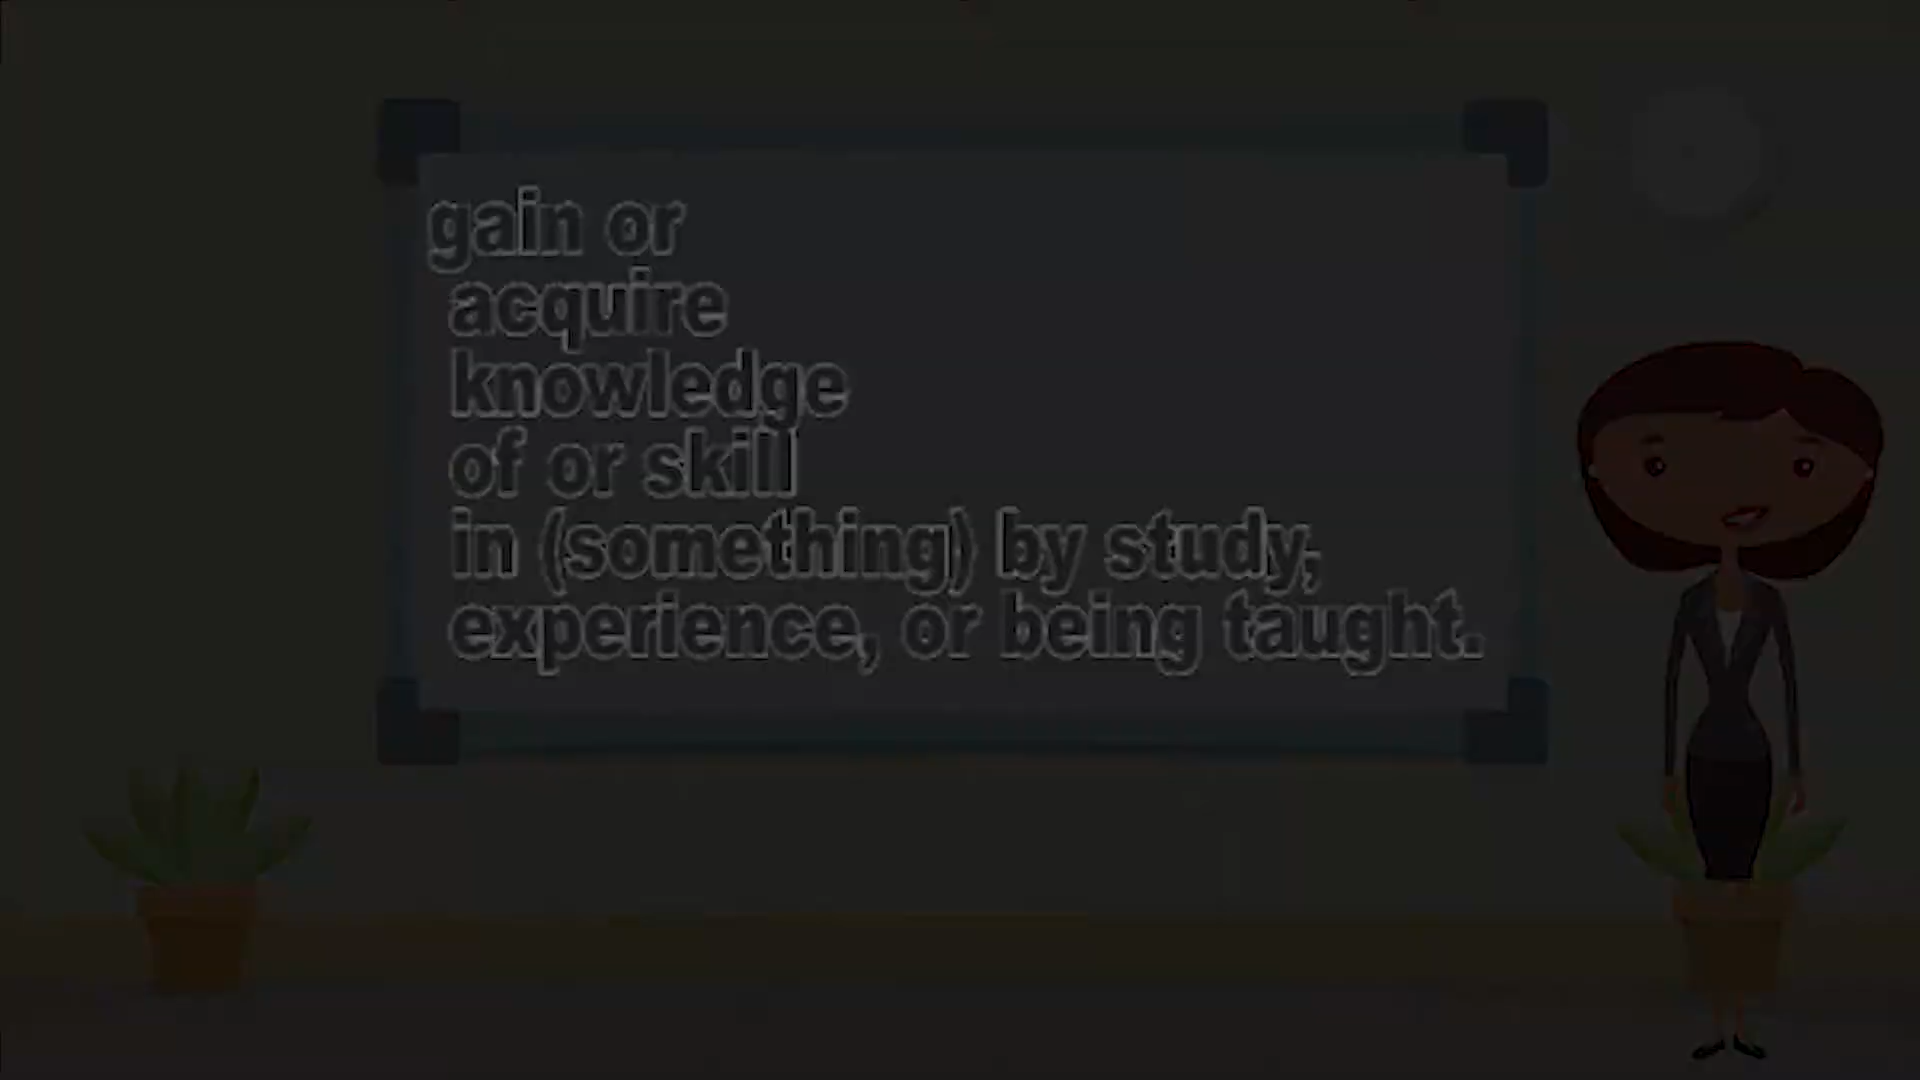 gain or
acquire
knowledge
of or skill
in (something) by study,
experience, or being taught.